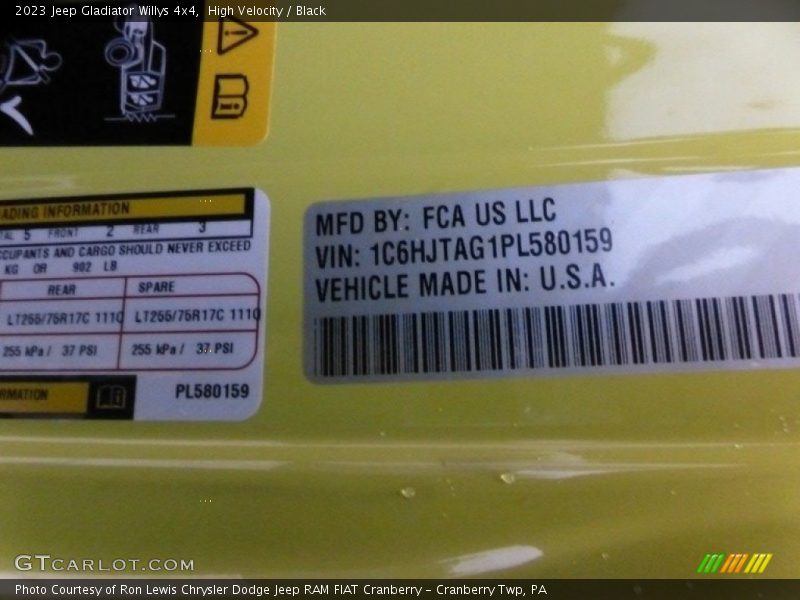 2023 Jeep Gladiator Willys 4x4, High Velocity / Black
ADING INFORMATION
TAL 5 FRONT 2 REAR 3
CCUPANTS AND CARGO SHOULD NEVER EXCEED
KG OR 902 LB
REAR SPARE
LT255/75R17C 111Q LT255/75R17C 111Q
255 kPa / 37 PSI 255 kPa / 37 PSI
RMATION
PL580159
MFD BY: FCA US LLC
VIN: 1C6HJTAG1PL580159
VEHICLE MADE IN: U.S.A.
GTCARLOT.COM
Photo Courtesy of Ron Lewis Chrysler Dodge Jeep RAM FIAT Cranberry - Cranberry Twp, PA